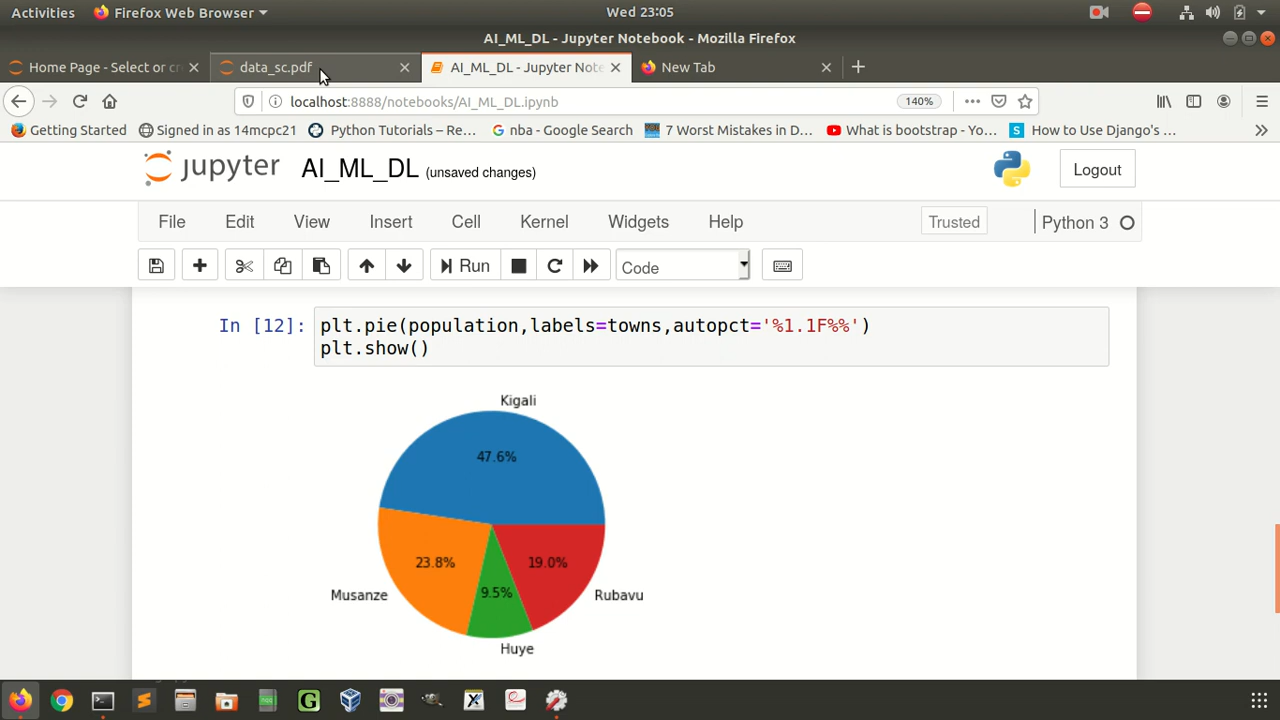 Activities Firefox Web Browser Wed 23:05
AI_ML_DL - Jupyter Notebook - Mozilla Firefox
Home Page - Select or cr data_sc.pdf AI_ML_DL - Jupyter Note New Tab
localhost:8888/notebooks/AI_ML_DL.ipynb 140%
Getting Started Signed in as 14mcpc21 Python Tutorials – Re… nba - Google Search 7 Worst Mistakes in D… What is bootstrap - Yo… How to Use Django's …
jupyter AI_ML_DL (unsaved changes) Logout
File Edit View Insert Cell Kernel Widgets Help Trusted Python 3
Run Code
In [12]: plt.pie(population,labels=towns,autopct='%1.1F%%')
plt.show()
Kigali
47.6%
23.8% 19.0%
9.5%
Musanze Rubavu
Huye